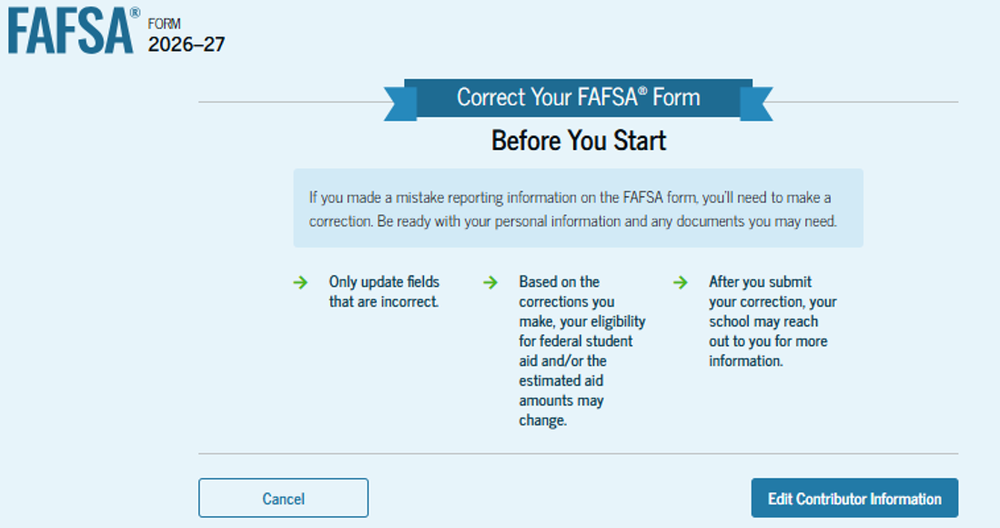 FAFSA® FORM
2026–27
Correct Your FAFSA® Form
Before You Start
If you made a mistake reporting information on the FAFSA form, you'll need to make a
correction. Be ready with your personal information and any documents you may need.
Only update fields
that are incorrect.
Based on the
corrections you
make, your eligibility
for federal student
aid and/or the
estimated aid
amounts may
change.
After you submit
your correction, your
school may reach
out to you for more
information.
Cancel
Edit Contributor Information